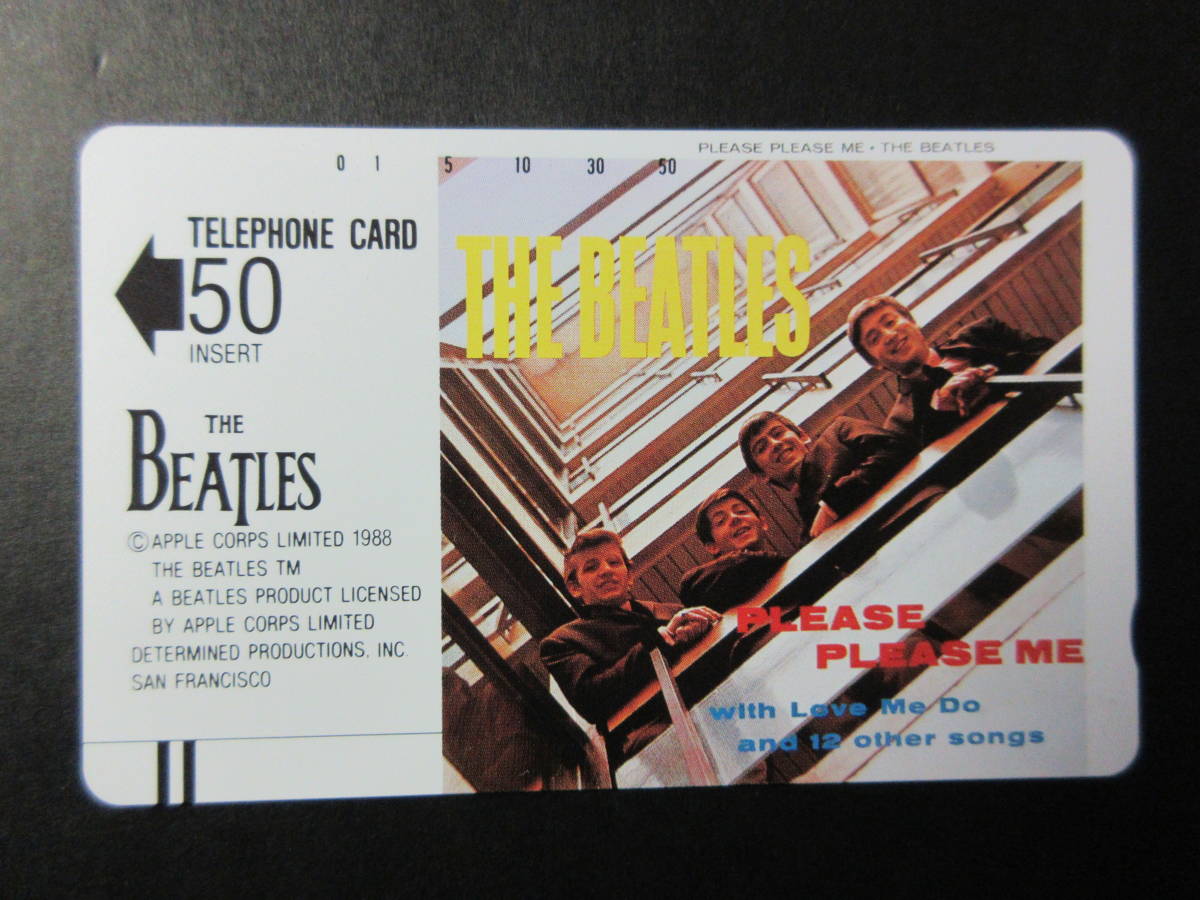 PLEASE PLEASE ME • THE BEATLES
0 1 5 10 30 50
TELEPHONE CARD
50
INSERT
THE
BEATLES
©APPLE CORPS LIMITED 1988
THE BEATLES TM
A BEATLES PRODUCT LICENSED
BY APPLE CORPS LIMITED
DETERMINED PRODUCTIONS, INC.
SAN FRANCISCO
THE BEATLES
PLEASE
PLEASE ME
with Love Me Do
and 12 other songs